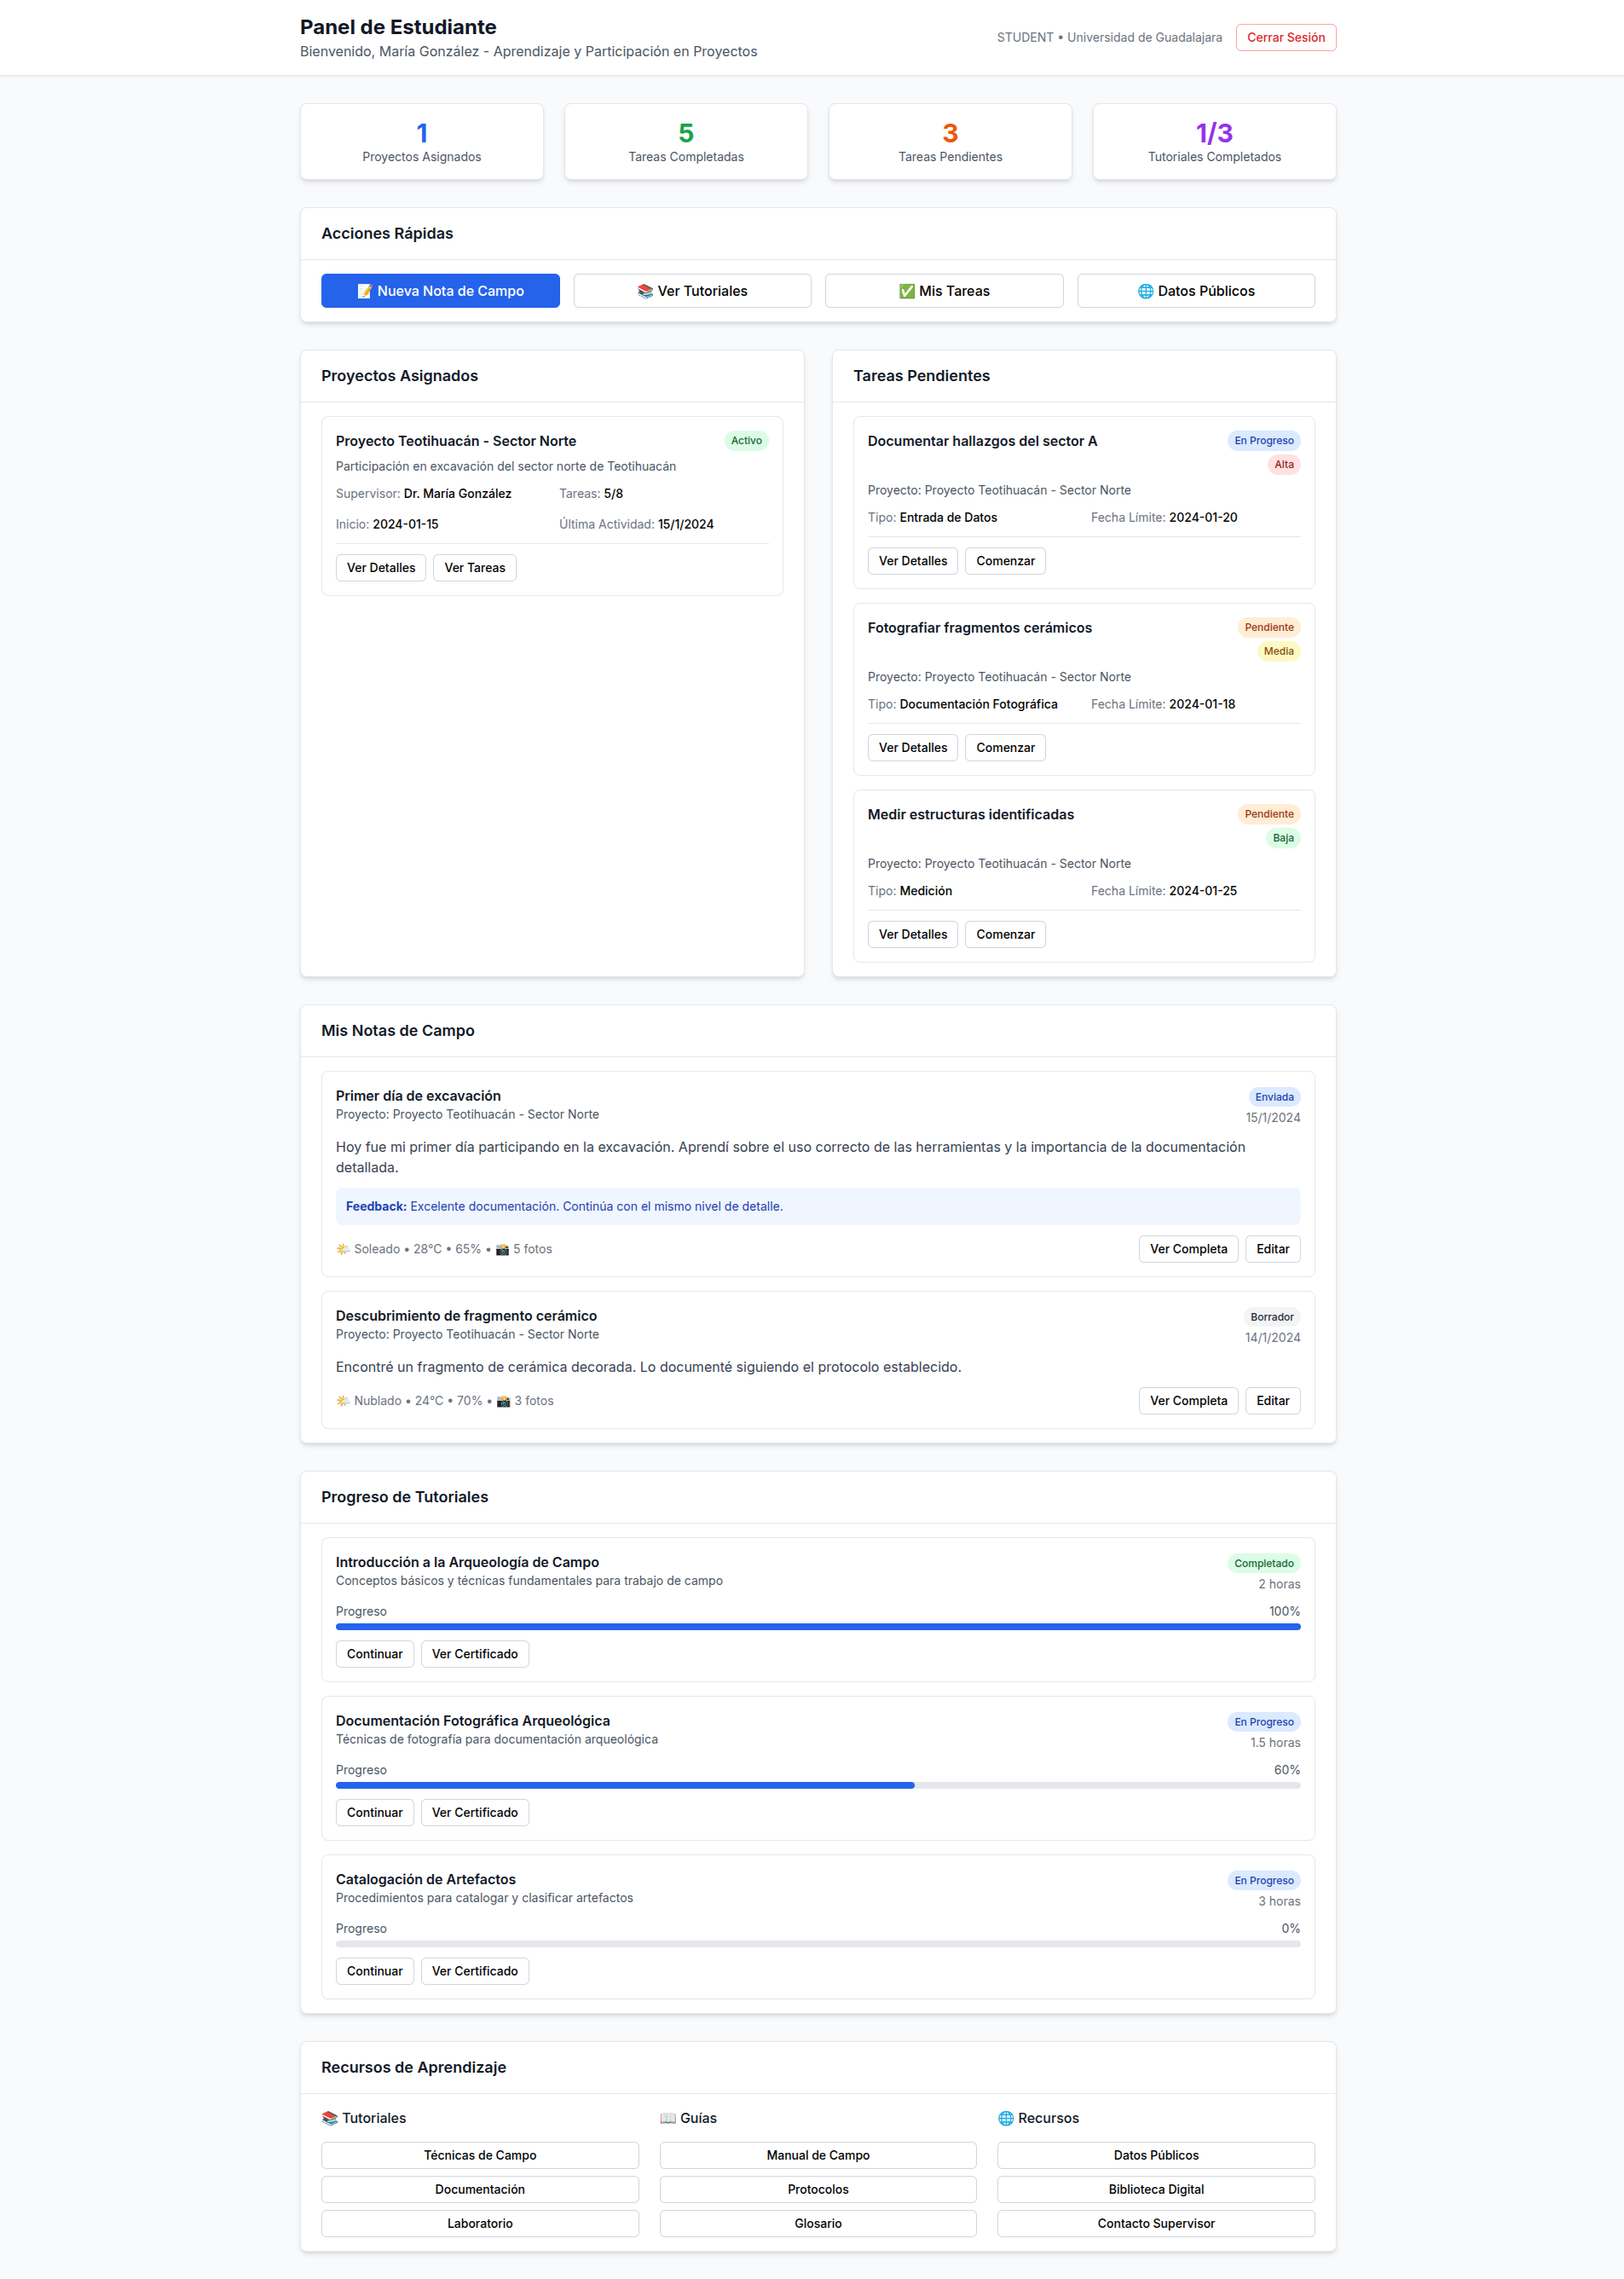 Panel de Estudiante
Bienvenido, María González - Aprendizaje y Participación en Proyectos
STUDENT • Universidad de Guadalajara
Cerrar Sesión
1
Proyectos Asignados
5
Tareas Completadas
3
Tareas Pendientes
1/3
Tutoriales Completados
Acciones Rápidas
📝 Nueva Nota de Campo
📚 Ver Tutoriales
✅ Mis Tareas
🌐 Datos Públicos
Proyectos Asignados
Proyecto Teotihuacán - Sector Norte
Activo
Participación en excavación del sector norte de Teotihuacán
Supervisor: Dr. María González
Tareas: 5/8
Inicio: 2024-01-15
Última Actividad: 15/1/2024
Ver Detalles
Ver Tareas
Tareas Pendientes
Documentar hallazgos del sector A
En Progreso
Alta
Proyecto: Proyecto Teotihuacán - Sector Norte
Tipo: Entrada de Datos
Fecha Límite: 2024-01-20
Ver Detalles
Comenzar
Fotografiar fragmentos cerámicos
Pendiente
Media
Proyecto: Proyecto Teotihuacán - Sector Norte
Tipo: Documentación Fotográfica
Fecha Límite: 2024-01-18
Ver Detalles
Comenzar
Medir estructuras identificadas
Pendiente
Baja
Proyecto: Proyecto Teotihuacán - Sector Norte
Tipo: Medición
Fecha Límite: 2024-01-25
Ver Detalles
Comenzar
Mis Notas de Campo
Primer día de excavación
Enviada
Proyecto: Proyecto Teotihuacán - Sector Norte
15/1/2024
Hoy fue mi primer día participando en la excavación. Aprendí sobre el uso correcto de las herramientas y la importancia de la documentación
detallada.
Feedback: Excelente documentación. Continúa con el mismo nivel de detalle.
🌤️ Soleado • 28°C • 65% • 📸 5 fotos
Ver Completa
Editar
Descubrimiento de fragmento cerámico
Borrador
Proyecto: Proyecto Teotihuacán - Sector Norte
14/1/2024
Encontré un fragmento de cerámica decorada. Lo documenté siguiendo el protocolo establecido.
🌤️ Nublado • 24°C • 70% • 📸 3 fotos
Ver Completa
Editar
Progreso de Tutoriales
Introducción a la Arqueología de Campo
Completado
Conceptos básicos y técnicas fundamentales para trabajo de campo
2 horas
Progreso
100%
Continuar
Ver Certificado
Documentación Fotográfica Arqueológica
En Progreso
Técnicas de fotografía para documentación arqueológica
1.5 horas
Progreso
60%
Continuar
Ver Certificado
Catalogación de Artefactos
En Progreso
Procedimientos para catalogar y clasificar artefactos
3 horas
Progreso
0%
Continuar
Ver Certificado
Recursos de Aprendizaje
📚 Tutoriales
Técnicas de Campo
Documentación
Laboratorio
📖 Guías
Manual de Campo
Protocolos
Glosario
🌐 Recursos
Datos Públicos
Biblioteca Digital
Contacto Supervisor